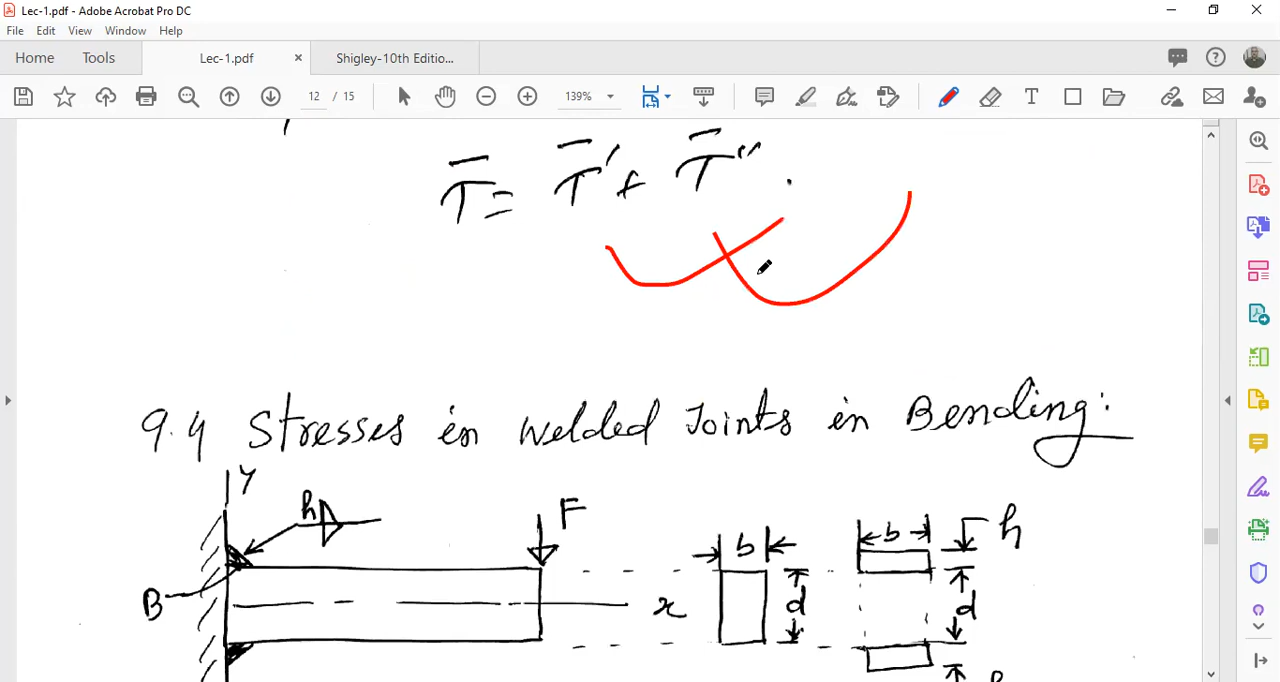 Lec-1.pdf - Adobe Acrobat Pro DC
File Edit View Window Help
Home Tools Lec-1.pdf × Shigley-10th Editio...
12 / 15 139%
τ̄ = τ̄′ + τ̄″ .
9.4 Stresses in welded Joints in Bending:
y
h
F
b
b
h
B
x
d
d